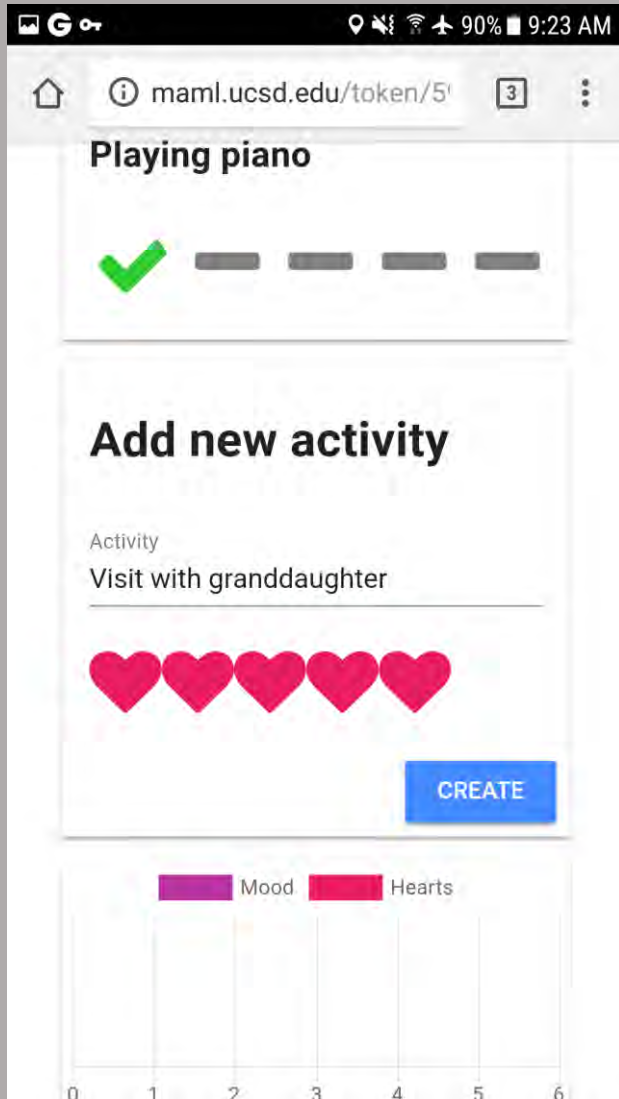 90% 9:23 AM
maml.ucsd.edu/token/5 3
Playing piano
Add new activity
Activity
Visit with granddaughter
CREATE
Mood Hearts
0 1 2 3 4 5 6